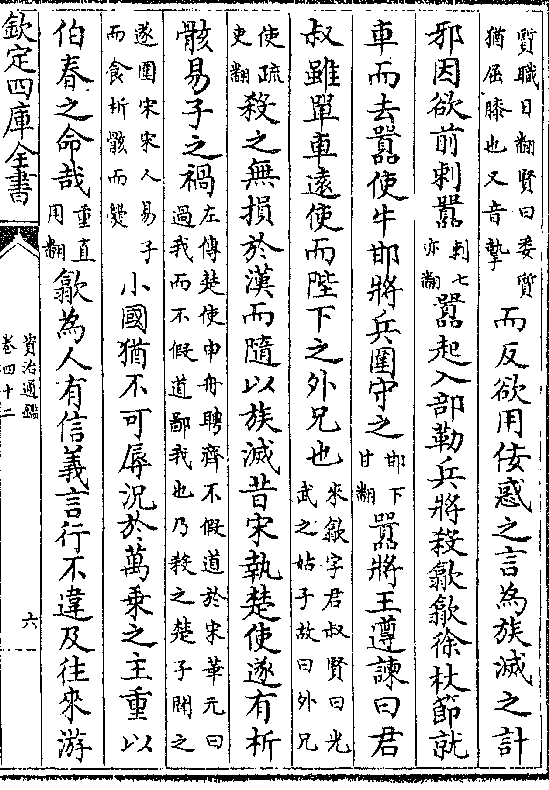 質職日翻賢曰委質猶屈膝也又音摯而反欲用佞惑之言為族滅之計
邪因欲前刺囂刺七亦翻囂起入部勒兵將殺歙歙徐杖節就
車而去囂使牛邯將兵圍守之邯下甘翻囂將王遵諫曰君
叔雖單車遠使而陛下之外兄也來歙字君叔賢曰光武之姑子故曰外兄
使疏吏翻殺之無損於漢而隨以族滅昔宋執楚使遂有析
骸易子之禍左傳楚使申舟聘齊不假道於宋華元曰過我而不假道鄙我也乃殺之楚子聞之
遂圍宋宋人易子而食析骸而㸑小國猶不可辱況於萬乘之主重以
伯春之命哉重直用翻歙為人有信義言行不違及往來游
欽定四庫全書
資治通鑑
卷四十二
六